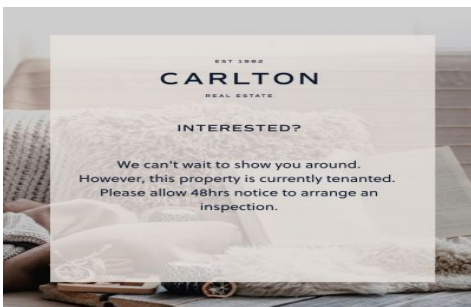 EST 1982
CARLTON
REAL ESTATE
INTERESTED?
We can't wait to show you around.
However, this property is currently tenanted.
Please allow 48hrs notice to arrange an
inspection.